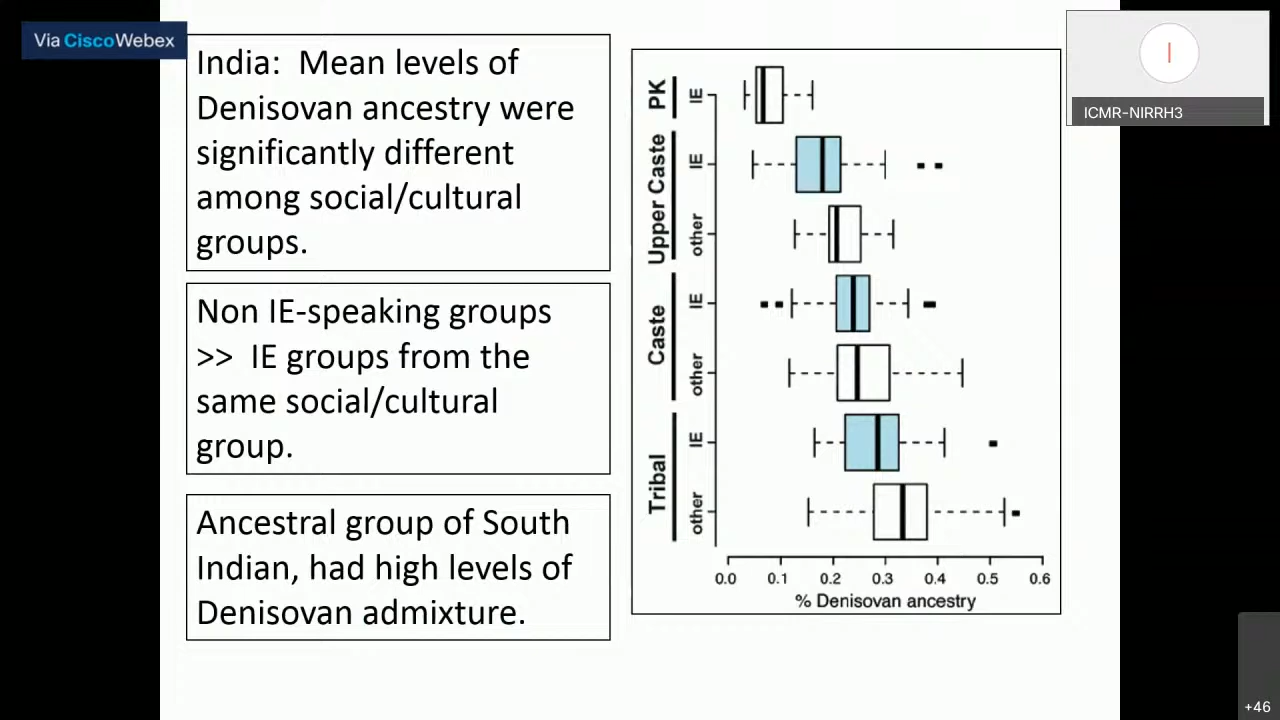 Via Cisco Webex
India: Mean levels of
Denisovan ancestry were
significantly different
among social/cultural
groups.
Non IE-speaking groups
>> IE groups from the
same social/cultural
group.
Ancestral group of South
Indian, had high levels of
Denisovan admixture.
PK
IE
Upper Caste
IE
other
Caste
IE
other
Tribal
IE
other
0.0 0.1 0.2 0.3 0.4 0.5 0.6
% Denisovan ancestry
I
ICMR-NIRRH3
+46